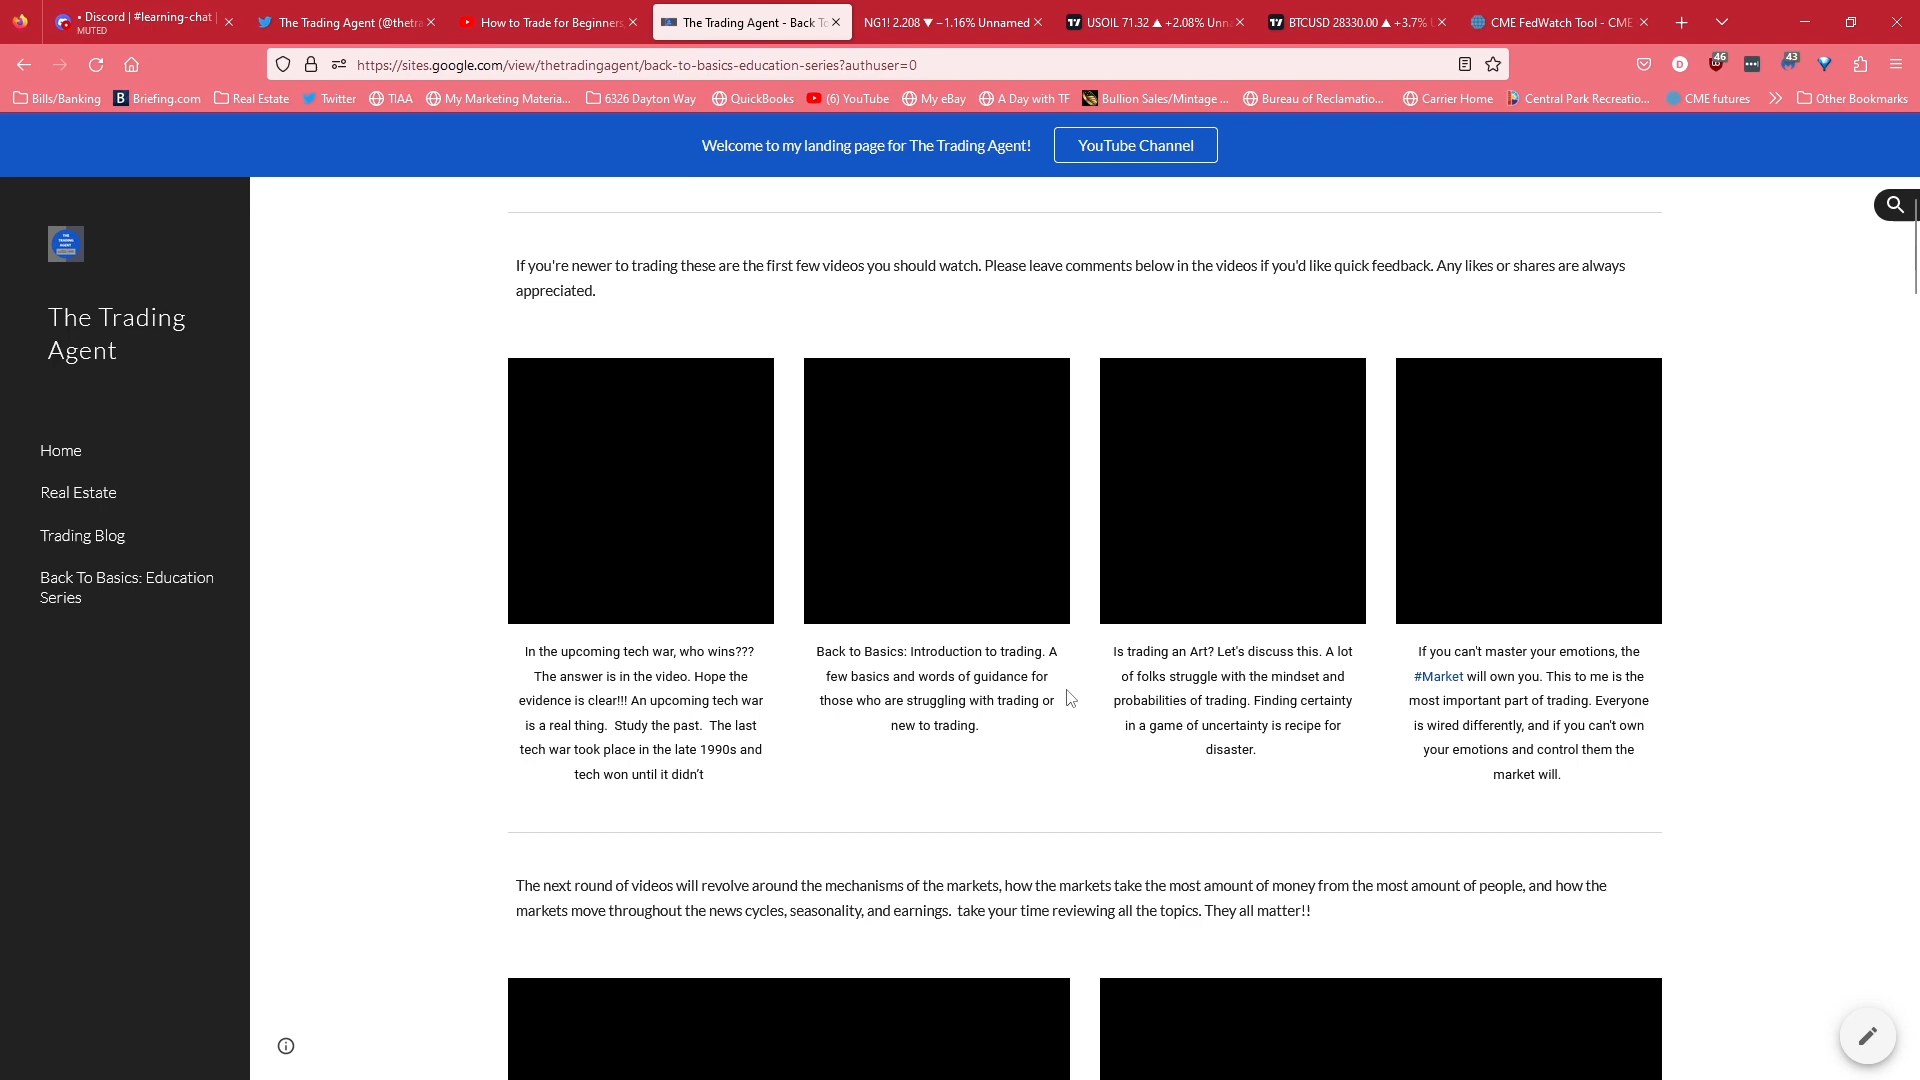 • Discord | #learning-chat |
MUTED
The Trading Agent (@thetra
How to Trade for Beginners,
The Trading Agent - Back To
NG1! 2.208 ▼ −1.16% Unnamed
USOIL 71.32 ▲ +2.08% Unna
BTCUSD 28330.00 ▲ +3.7% U
CME FedWatch Tool - CME
https://sites.google.com/view/thetradingagent/back-to-basics-education-series?authuser=0
46
43
Bills/Banking
Briefing.com
Real Estate
Twitter
TIAA
My Marketing Materia...
6326 Dayton Way
QuickBooks
(6) YouTube
My eBay
A Day with TF
Bullion Sales/Mintage ...
Bureau of Reclamatio...
Carrier Home
Central Park Recreatio...
CME futures
Other Bookmarks
Welcome to my landing page for The Trading Agent!
YouTube Channel
THE
TRADING
AGENT
The Trading
Agent
Home
Real Estate
Trading Blog
Back To Basics: Education
Series
If you're newer to trading these are the first few videos you should watch. Please leave comments below in the videos if you'd like quick feedback. Any likes or shares are always
appreciated.
In the upcoming tech war, who wins???
The answer is in the video. Hope the
evidence is clear!!! An upcoming tech war
is a real thing.  Study the past.  The last
tech war took place in the late 1990s and
tech won until it didn't
Back to Basics: Introduction to trading. A
few basics and words of guidance for
those who are struggling with trading or
new to trading.
Is trading an Art? Let's discuss this. A lot
of folks struggle with the mindset and
probabilities of trading. Finding certainty
in a game of uncertainty is recipe for
disaster.
If you can't master your emotions, the
#Market will own you. This to me is the
most important part of trading. Everyone
is wired differently, and if you can't own
your emotions and control them the
market will.
The next round of videos will revolve around the mechanisms of the markets, how the markets take the most amount of money from the most amount of people, and how the
markets move throughout the news cycles, seasonality, and earnings.  take your time reviewing all the topics. They all matter!!